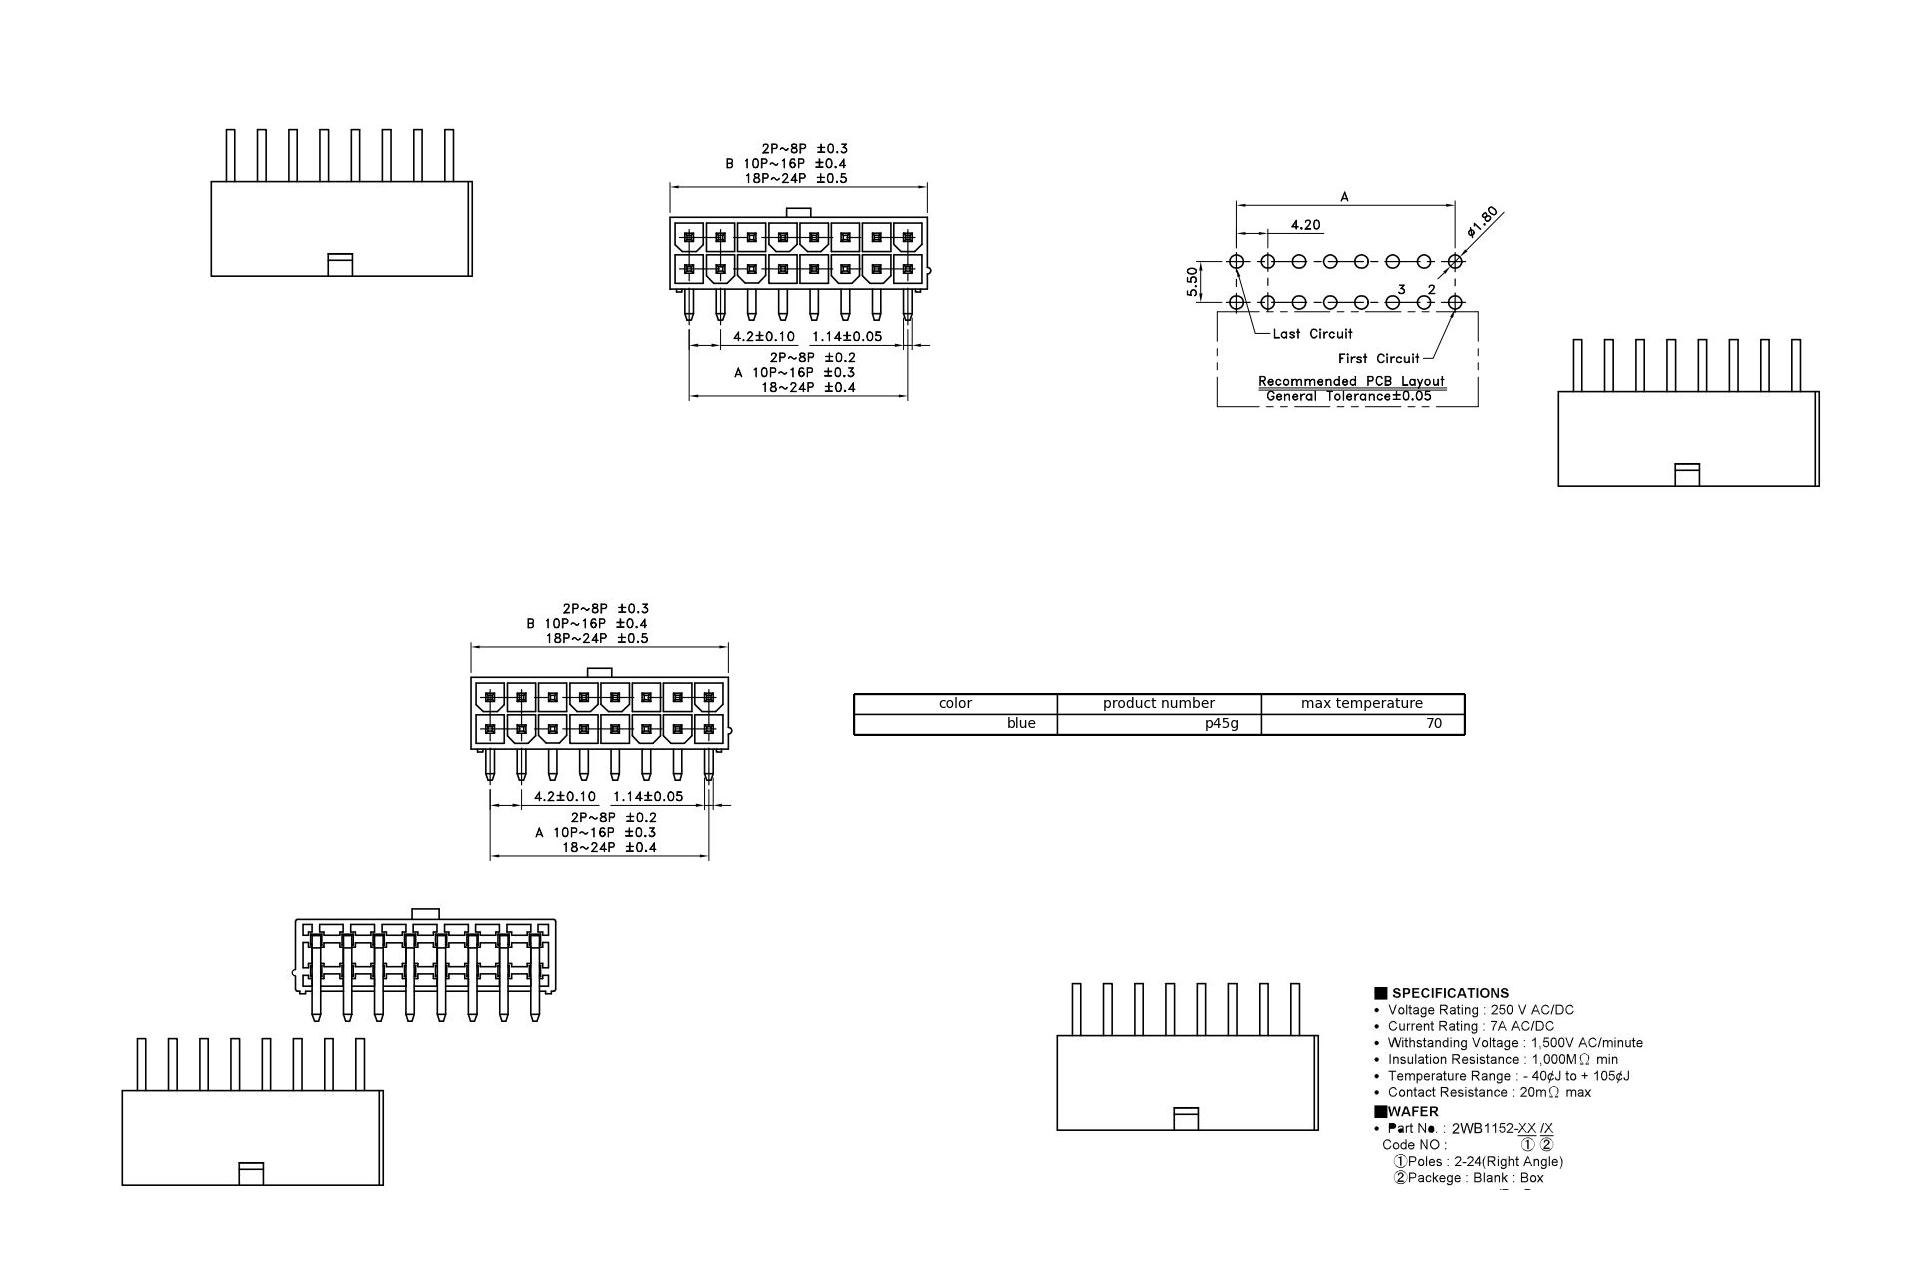 2P~8P ±0.3
B 10P~16P ±0.4
18P~24P ±0.5
4.2±0.10 1.14±0.05
2P~8P ±0.2
A 10P~16P ±0.3
18~24P ±0.4
A
4.20
ø1.80
5.50
3 2
Last Circuit
First Circuit
Recommended PCB Layout
General Tolerance±0.05
2P~8P ±0.3
B 10P~16P ±0.4
18P~24P ±0.5
4.2±0.10 1.14±0.05
2P~8P ±0.2
A 10P~16P ±0.3
18~24P ±0.4
color product number max temperature
blue p45g 70
■ SPECIFICATIONS
• Voltage Rating : 250 V AC/DC
• Current Rating : 7A AC/DC
• Withstanding Voltage : 1,500V AC/minute
• Insulation Resistance : 1,000MΩ min
• Temperature Range : - 40¢J to + 105¢J
• Contact Resistance : 20mΩ max
■WAFER
• Part No. : 2WB1152-XX /X
Code NO : ① ②
①Poles : 2-24(Right Angle)
②Packege : Blank : Box